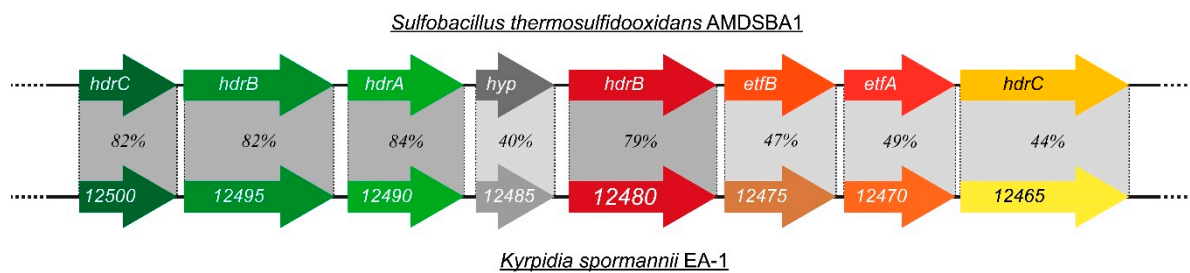 Sulfobacillus thermosulfidooxidans AMDSBA1
hdrC hdrB hdrA hyp hdrB etfB etfA hdrC
82% 82% 84% 40% 79% 47% 49% 44%
12500 12495 12490 12485 12480 12475 12470 12465
Kyrpidia spormannii EA-1